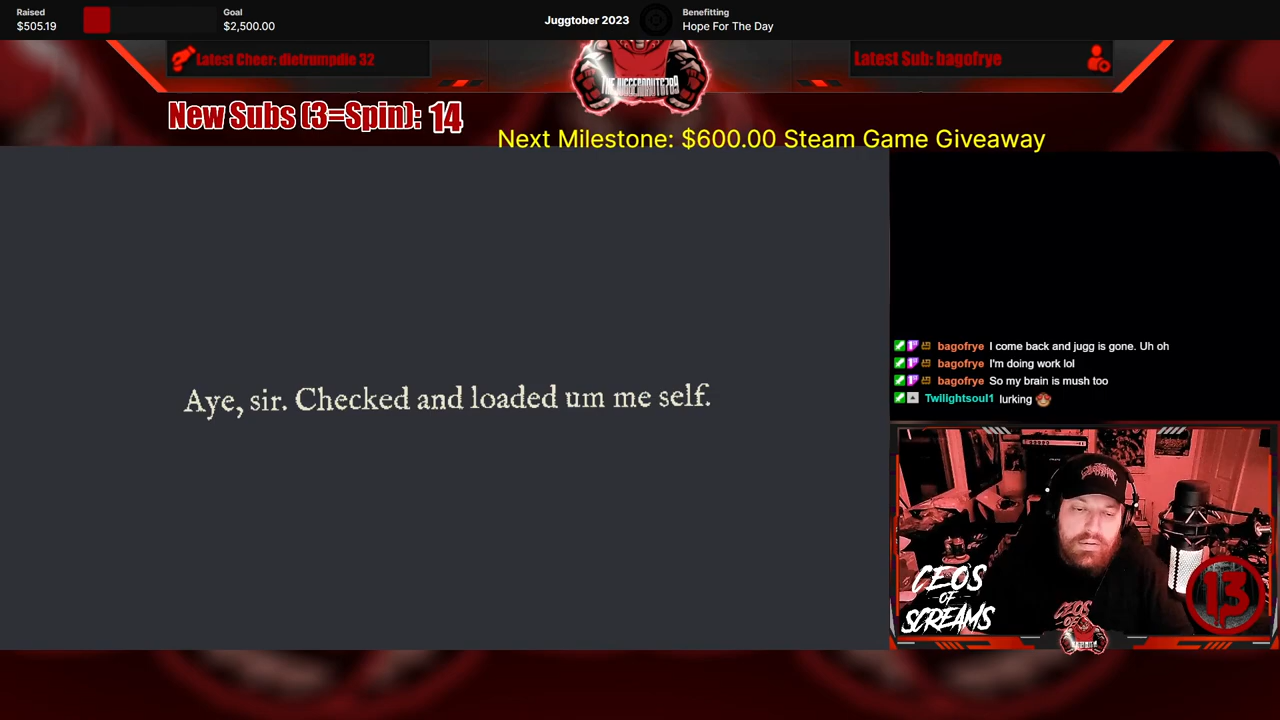 Raised
$505.19
Goal
$2,500.00
Juggtober 2023
Benefitting
Hope For The Day
Latest Cheer: dietrumpdie 32
THEJUGGERNAUT6789
Latest Sub: bagofrye
New Subs (3=Spin): 14
Next Milestone: $600.00 Steam Game Giveaway
Aye, sir. Checked and loaded um me self.
bagofrye I come back and jugg is gone. Uh oh
bagofrye I'm doing work lol
bagofrye So my brain is mush too
Twilightsoul1 lurking
CEOS
OF
SCREAMS
CEOS
OF
13